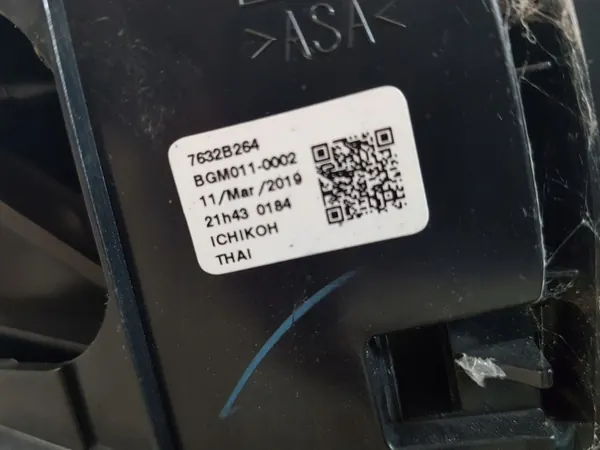 >ASA<
7632B264
BGM011-0002
11/Mar/2019
21h43 0184
ICHIKOH
THAI